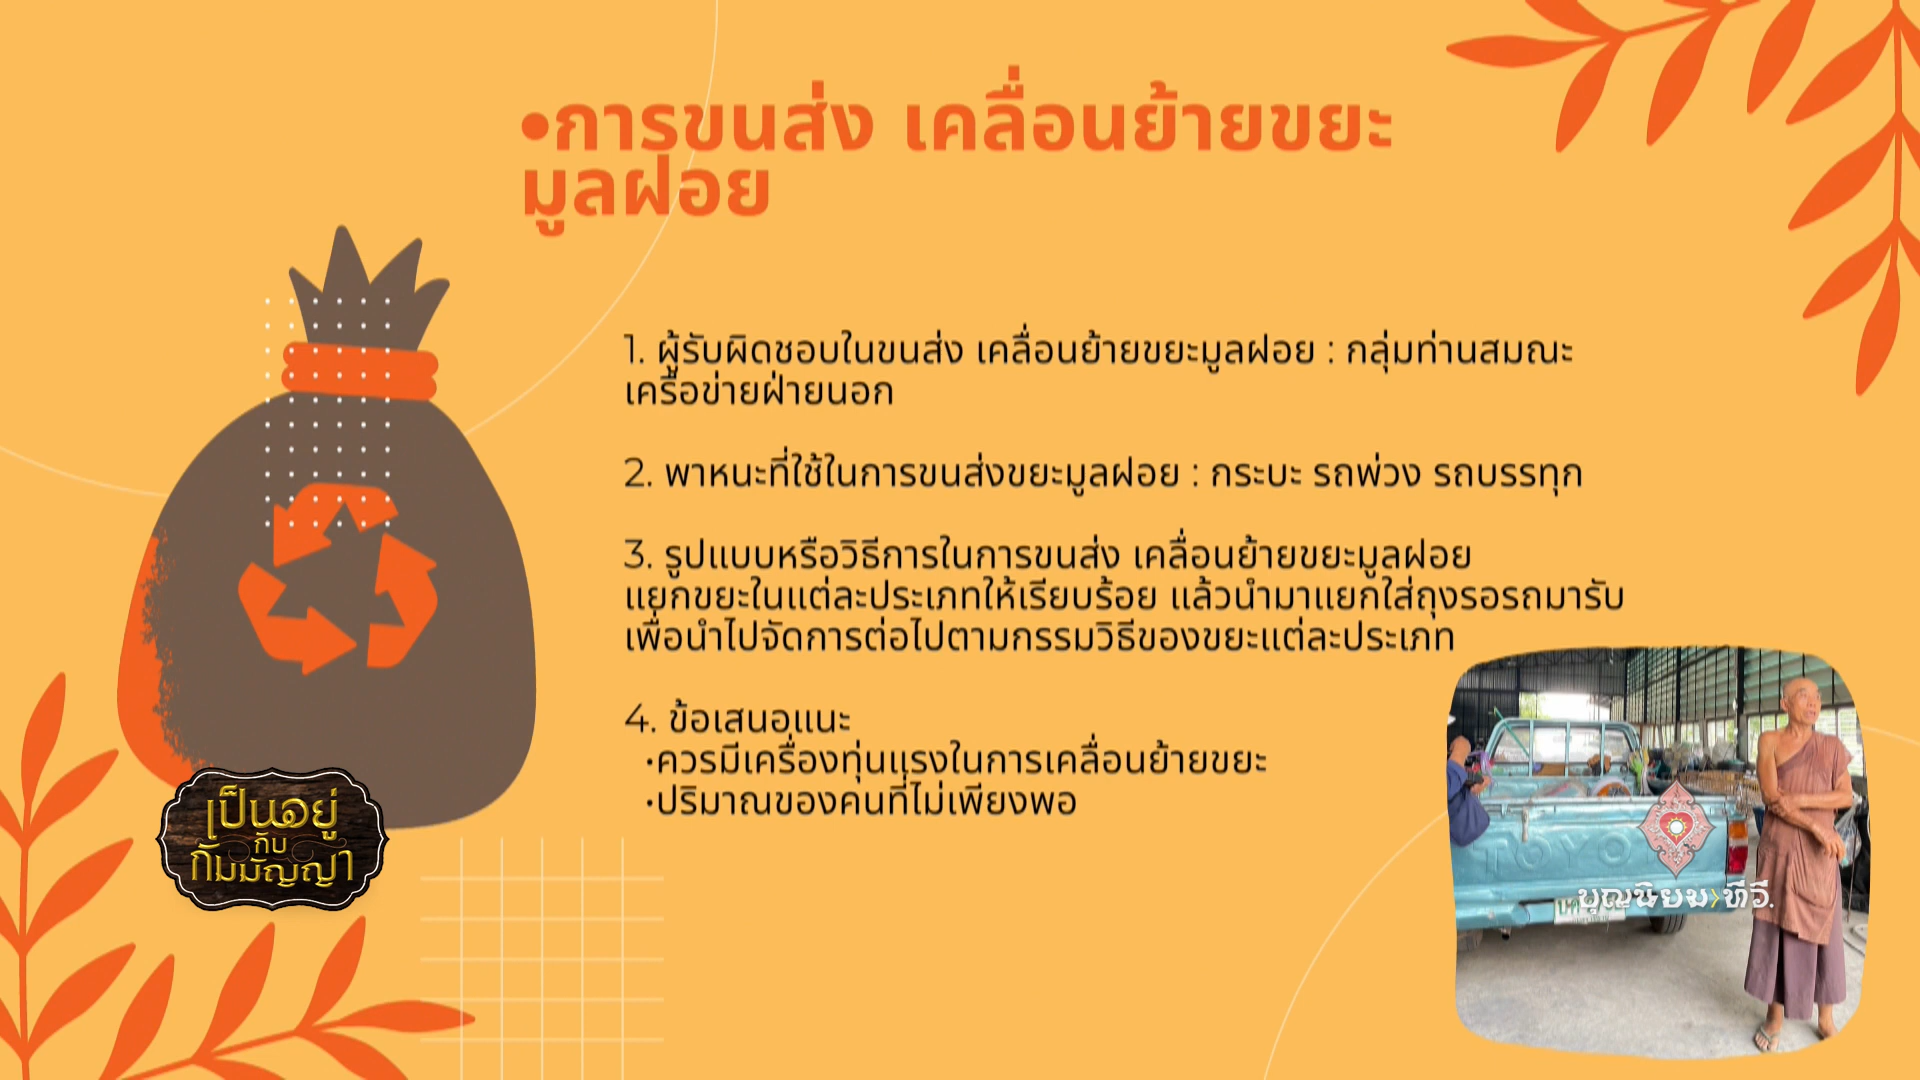 •การขนส่ง เคลื่อนย้ายขยะ
มูลฝอย
1. ผู้รับผิดชอบในขนส่ง เคลื่อนย้ายขยะมูลฝอย : กลุ่มท่านสมณะ
เครือข่ายฝ่ายนอก
2. พาหนะที่ใช้ในการขนส่งขยะมูลฝอย : กระบะ รถพ่วง รถบรรทุก
3. รูปแบบหรือวิธีการในการขนส่ง เคลื่อนย้ายขยะมูลฝอย
แยกขยะในแต่ละประเภทให้เรียบร้อย แล้วนำมาแยกใส่ถุงรอรถมารับ
เพื่อนำไปจัดการต่อไปตามกรรมวิธีของขยะแต่ละประเภท
4. ข้อเสนอแนะ
•ควรมีเครื่องทุ่นแรงในการเคลื่อนย้ายขยะ
•ปริมาณของคนที่ไม่เพียงพอ
เป็นอยู่
กับ
กัมมัญญา
TOYO
บุญนิยม ทีวี.